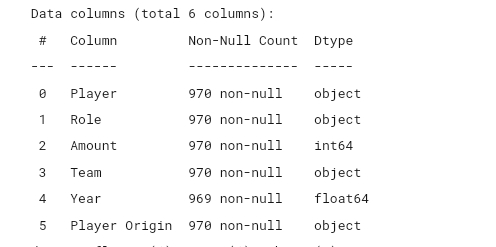 Data columns (total 6 columns):
# Column Non-Null Count Dtype
--- ------ -------------- -----
0 Player 970 non-null object
1 Role 970 non-null object
2 Amount 970 non-null int64
3 Team 970 non-null object
4 Year 969 non-null float64
5 Player Origin 970 non-null object